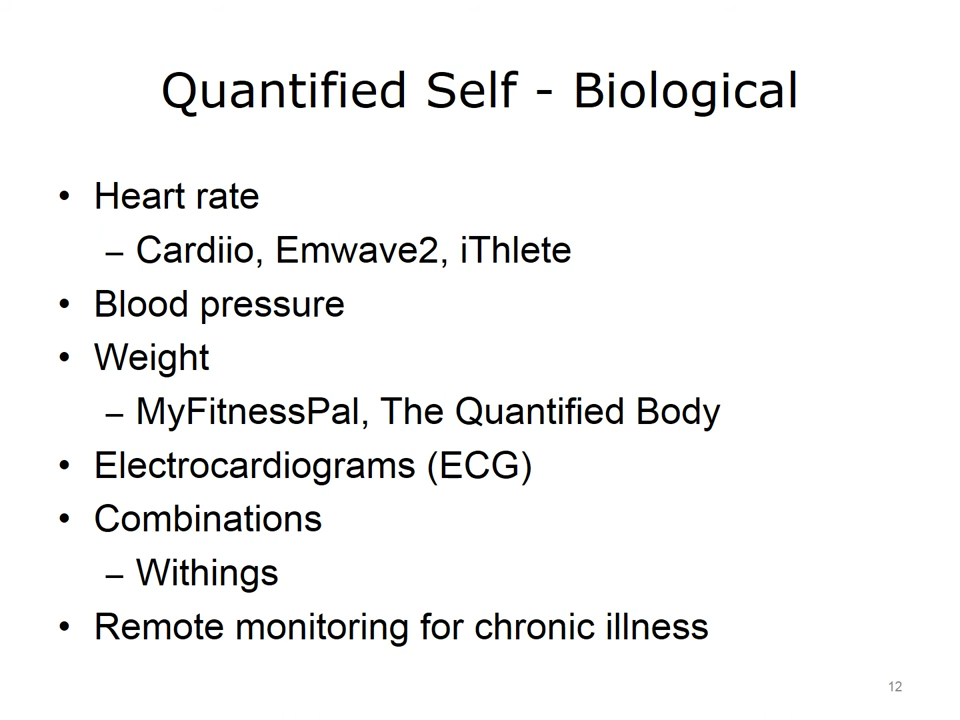 Quantified Self - Biological
• Heart rate
– Cardiio, Emwave2, iThlete
• Blood pressure
• Weight
– MyFitnessPal, The Quantified Body
• Electrocardiograms (ECG)
• Combinations
– Withings
• Remote monitoring for chronic illness
12